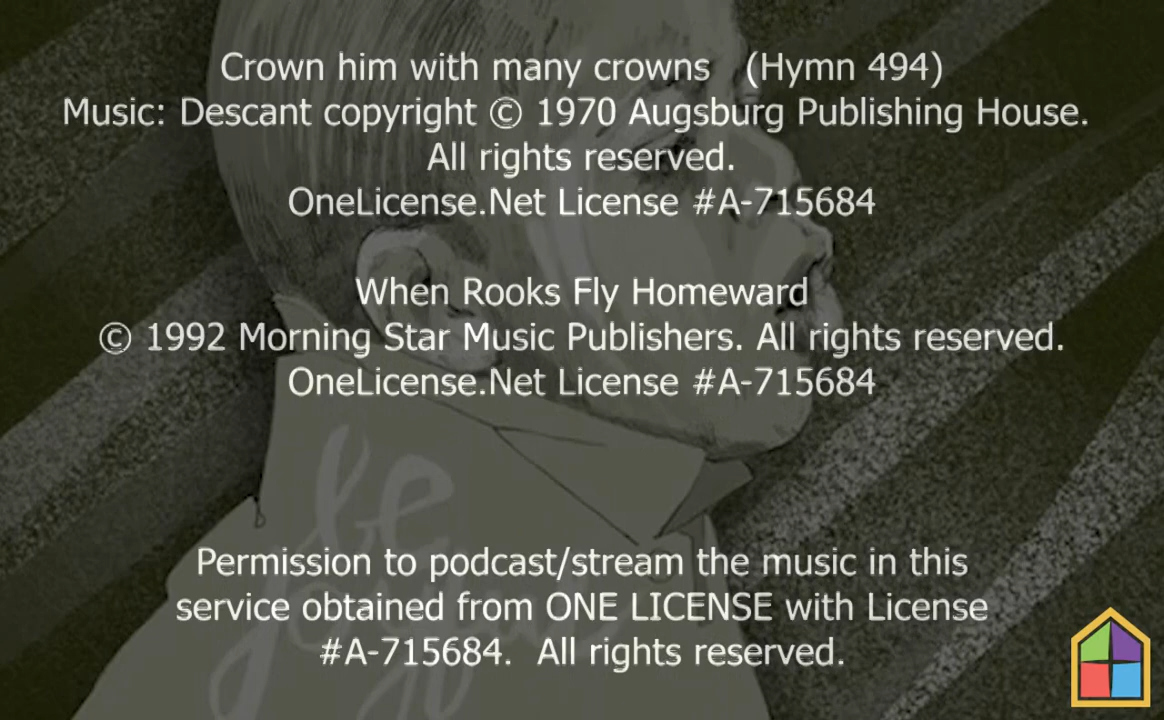 Crown him with many crowns (Hymn 494)
Music: Descant copyright © 1970 Augsburg Publishing House.
All rights reserved.
OneLicense.Net License #A-715684
When Rooks Fly Homeward
© 1992 Morning Star Music Publishers. All rights reserved.
OneLicense.Net License #A-715684
be
Permission to podcast/stream the music in this
service obtained from ONE LICENSE with License
#A-715684. All rights reserved.